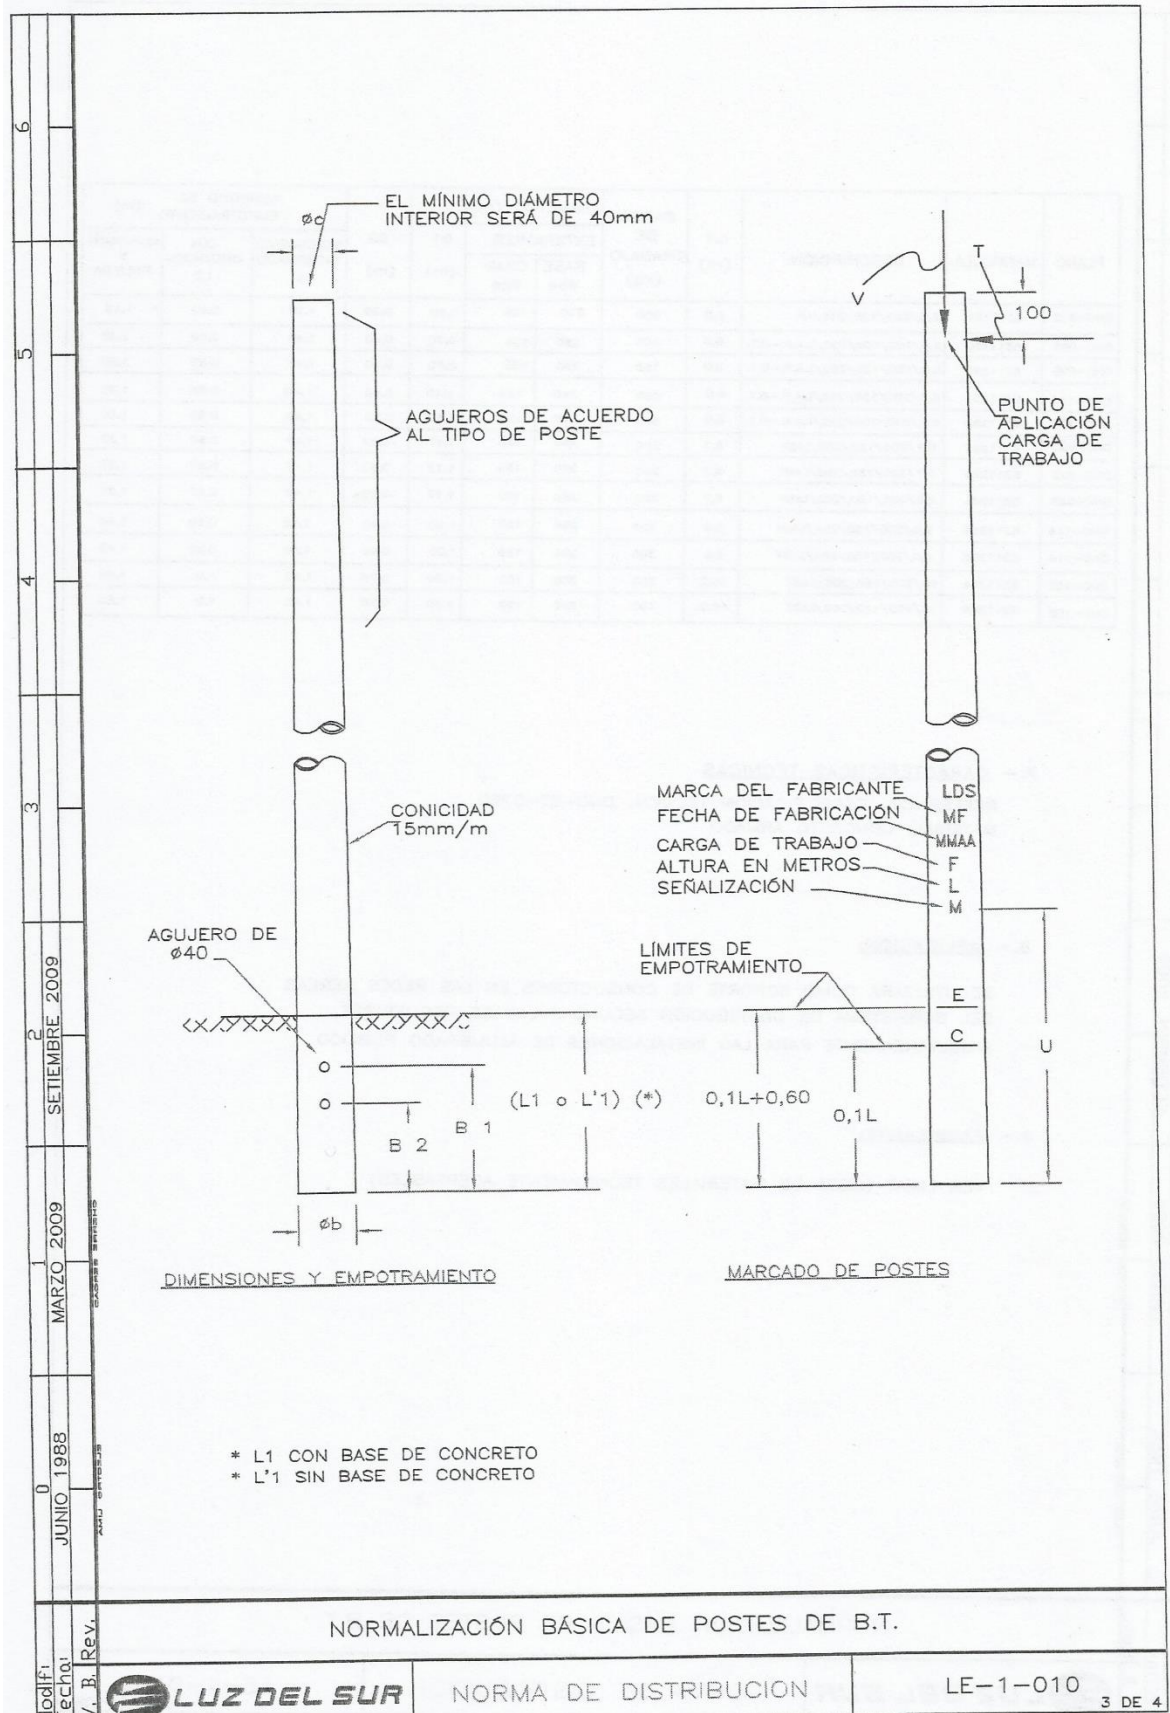 EL MÍNIMO DIÁMETRO
INTERIOR SERÁ DE 40mm
øc
AGUJEROS DE ACUERDO
AL TIPO DE POSTE
CONICIDAD
15mm/m
AGUJERO DE
ø40
B 2
B 1
(L1 o L'1) (*)
øb
DIMENSIONES Y EMPOTRAMIENTO
T
V
100
PUNTO DE
APLICACIÓN
CARGA DE
TRABAJO
MARCA DEL FABRICANTE
FECHA DE FABRICACIÓN
CARGA DE TRABAJO
ALTURA EN METROS
SEÑALIZACIÓN
LDS
MF
MMAA
F
L
M
LÍMITES DE
EMPOTRAMIENTO
E
C
U
0,1L+0,60
0,1L
MARCADO DE POSTES
* L1 CON BASE DE CONCRETO
* L'1 SIN BASE DE CONCRETO
6
5
4
3
2
SETIEMBRE 2009
1
MARZO 2009
0
JUNIO 1988
B. Rev.
NORMALIZACIÓN BÁSICA DE POSTES DE B.T.
LUZ DEL SUR
NORMA DE DISTRIBUCION
LE-1-010
3 DE 4